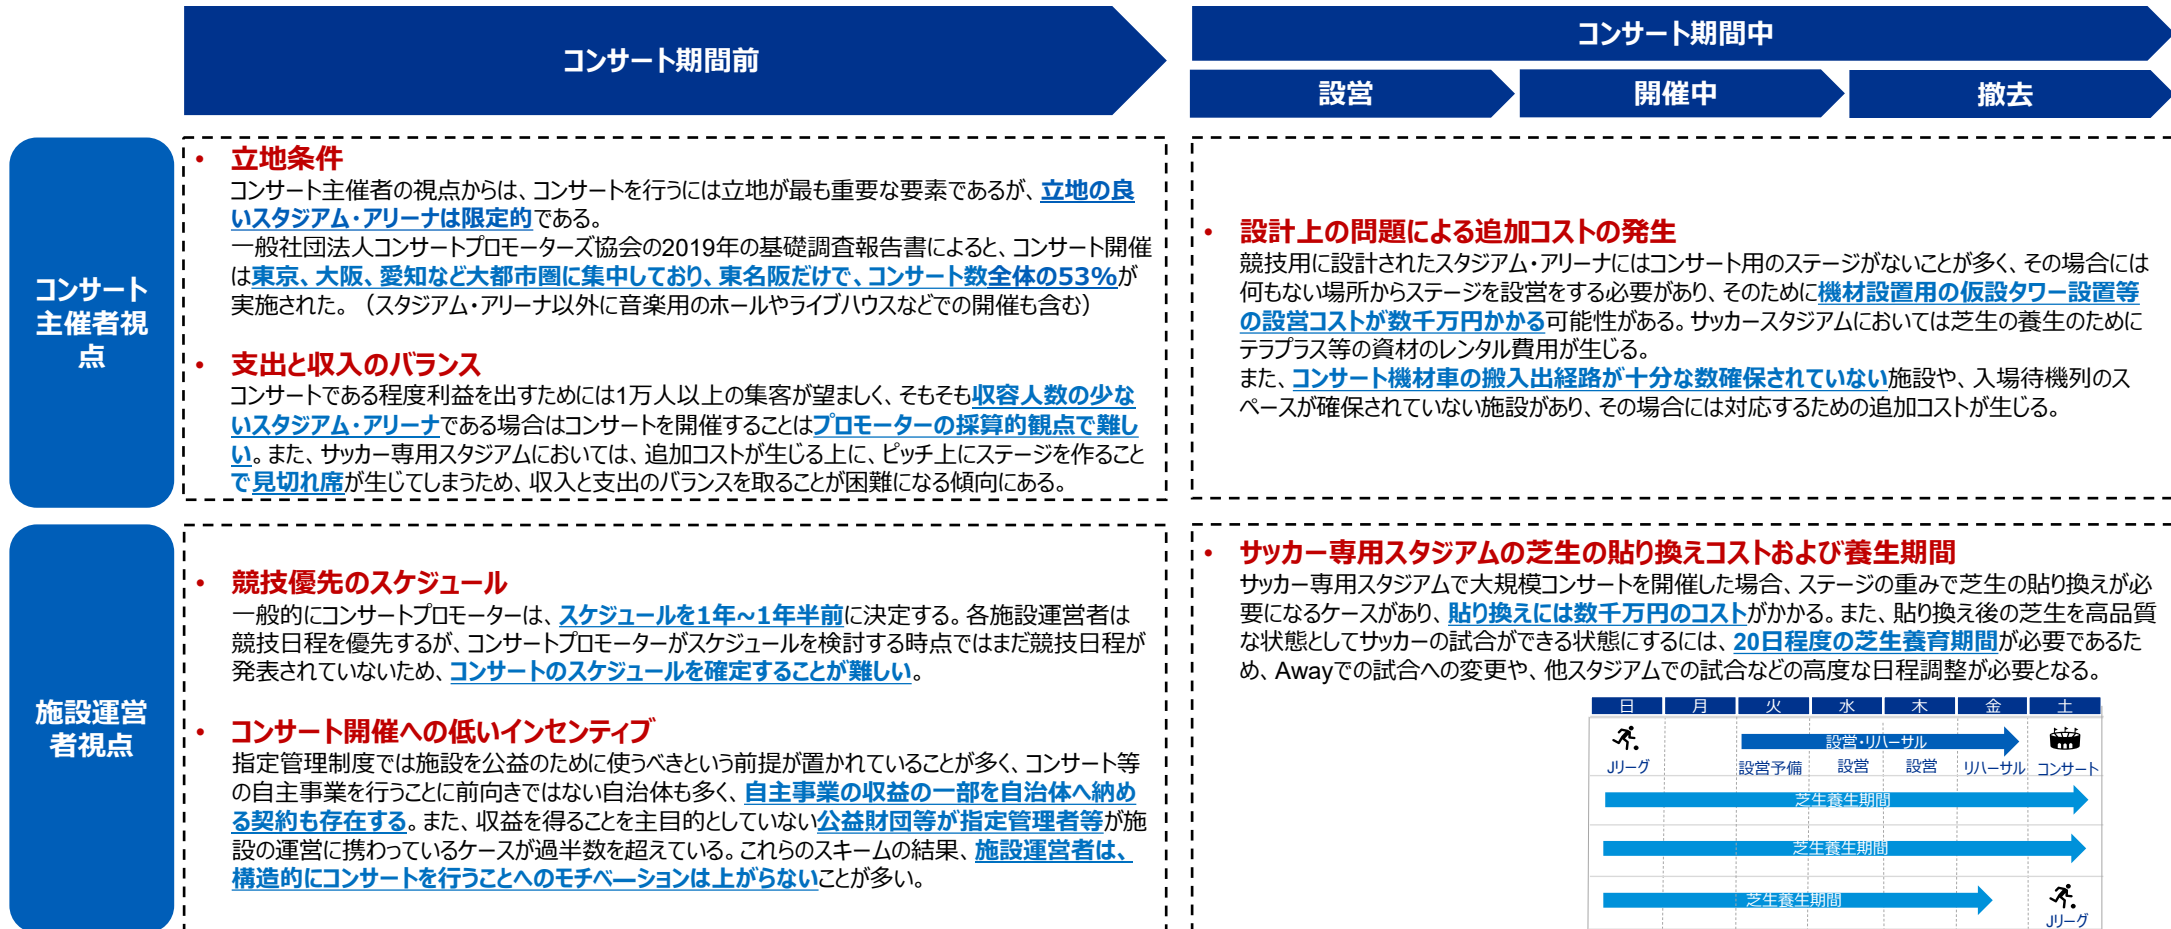 コンサート期間前
コンサート期間中
設営
開催中
撤去
コンサート
主催者視
点
• 立地条件
コンサート主催者の視点からは、コンサートを行うには立地が最も重要な要素であるが、立地の良
いスタジアム・アリーナは限定的である。
一般社団法人コンサートプロモーターズ協会の2019年の基礎調査報告書によると、コンサート開催
は東京、大阪、愛知など大都市圏に集中しており、東名阪だけで、コンサート数全体の53%が
実施された。（スタジアム・アリーナ以外に音楽用のホールやライブハウスなどでの開催も含む）
• 支出と収入のバランス
コンサートである程度利益を出すためには1万人以上の集客が望ましく、そもそも収容人数の少な
いスタジアム・アリーナである場合はコンサートを開催することはプロモーターの採算的観点で難し
い。また、サッカー専用スタジアムにおいては、追加コストが生じる上に、ピッチ上にステージを作ること
で見切れ席が生じてしまうため、収入と支出のバランスを取ることが困難になる傾向にある。
• 設計上の問題による追加コストの発生
競技用に設計されたスタジアム・アリーナにはコンサート用のステージがないことが多く、その場合には
何もない場所からステージを設営をする必要があり、そのために機材設置用の仮設タワー設置等
の設営コストが数千万円かかる可能性がある。サッカースタジアムにおいては芝生の養生のために
テラプラス等の資材のレンタル費用が生じる。
また、コンサート機材車の搬入出経路が十分な数確保されていない施設や、入場待機列のス
ペースが確保されていない施設があり、その場合には対応するための追加コストが生じる。
施設運営
者視点
• 競技優先のスケジュール
一般的にコンサートプロモーターは、スケジュールを1年~1年半前に決定する。各施設運営者は
競技日程を優先するが、コンサートプロモーターがスケジュールを検討する時点ではまだ競技日程が
発表されていないため、コンサートのスケジュールを確定することが難しい。
• コンサート開催への低いインセンティブ
指定管理制度では施設を公益のために使うべきという前提が置かれていることが多く、コンサート等
の自主事業を行うことに前向きではない自治体も多く、自主事業の収益の一部を自治体へ納め
る契約も存在する。また、収益を得ることを主目的としていない公益財団等が指定管理者等が施
設の運営に携わっているケースが過半数を超えている。これらのスキームの結果、施設運営者は、
構造的にコンサートを行うことへのモチベーションは上がらないことが多い。
• サッカー専用スタジアムの芝生の貼り換えコストおよび養生期間
サッカー専用スタジアムで大規模コンサートを開催した場合、ステージの重みで芝生の貼り換えが必
要になるケースがあり、貼り換えには数千万円のコストがかかる。また、貼り換え後の芝生を高品質
な状態としてサッカーの試合ができる状態にするには、20日程度の芝生養育期間が必要であるた
め、Awayでの試合への変更や、他スタジアムでの試合などの高度な日程調整が必要となる。
日 月 火 水 木 金 土
設営・リハーサル
Jリーグ 設営予備 設営 設営 リハーサル コンサート
芝生養生期間
芝生養生期間
芝生養生期間
Jリーグ